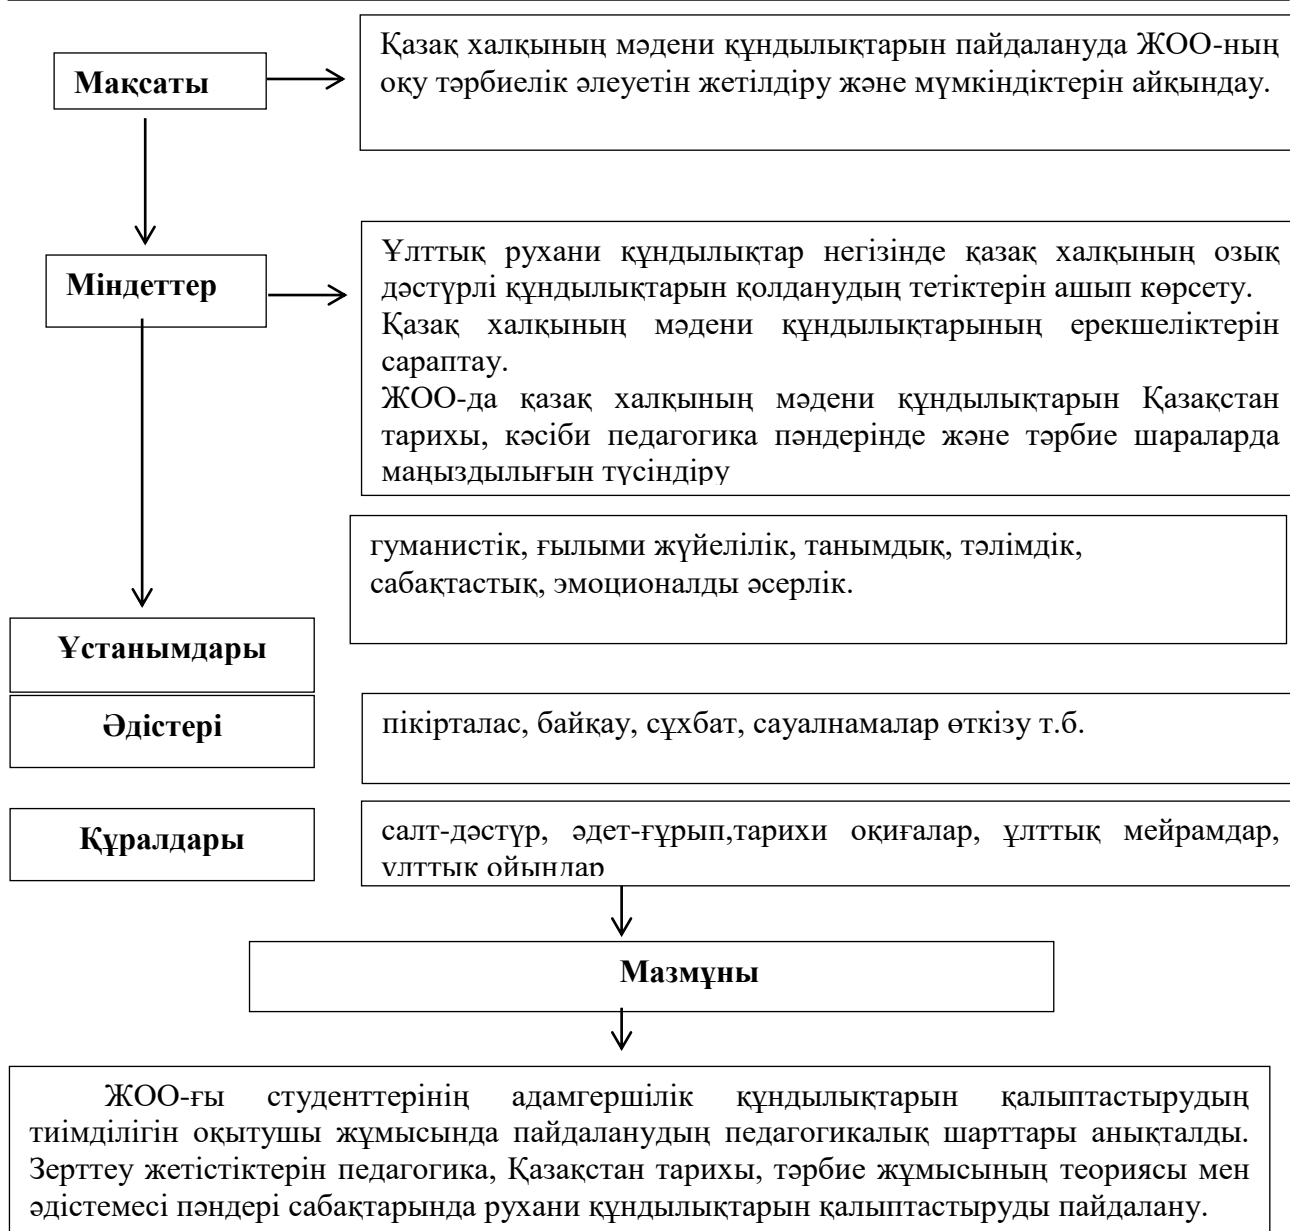 Мақсаты
Қазақ халқының мәдени құндылықтарын пайдалануда ЖОО-ның
оқу тәрбиелік әлеуетін жетілдіру және мүмкіндіктерін айқындау.
Міндеттер
Ұлттық рухани құндылықтар негізінде қазақ халқының озық
дәстүрлі құндылықтарын қолданудың тетіктерін ашып көрсету.
Қазақ халқының мәдени құндылықтарының ерекшеліктерін
сараптау.
ЖОО-да қазақ халқының мәдени құндылықтарын Қазақстан
тарихы, кәсіби педагогика пәндерінде және тәрбие шараларда
маңыздылығын түсіндіру
гуманистік, ғылыми жүйелілік, танымдық, тәлімдік,
сабақтастық, эмоционалды әсерлік.
Ұстанымдары
Әдістері
пікірталас, байқау, сұхбат, сауалнамалар өткізу т.б.
Құралдары
салт-дәстүр, әдет-ғұрып,тарихи оқиғалар, ұлттық мейрамдар,
ұлттық ойындар
Мазмұны
ЖОО-ғы студенттерінің адамгершілік құндылықтарын қалыптастырудың
тиімділігін оқытушы жұмысында пайдаланудың педагогикалық шарттары анықталды.
Зерттеу жетістіктерін педагогика, Қазақстан тарихы, тәрбие жұмысының теориясы мен
әдістемесі пәндері сабақтарында рухани құндылықтарын қалыптастыруды пайдалану.